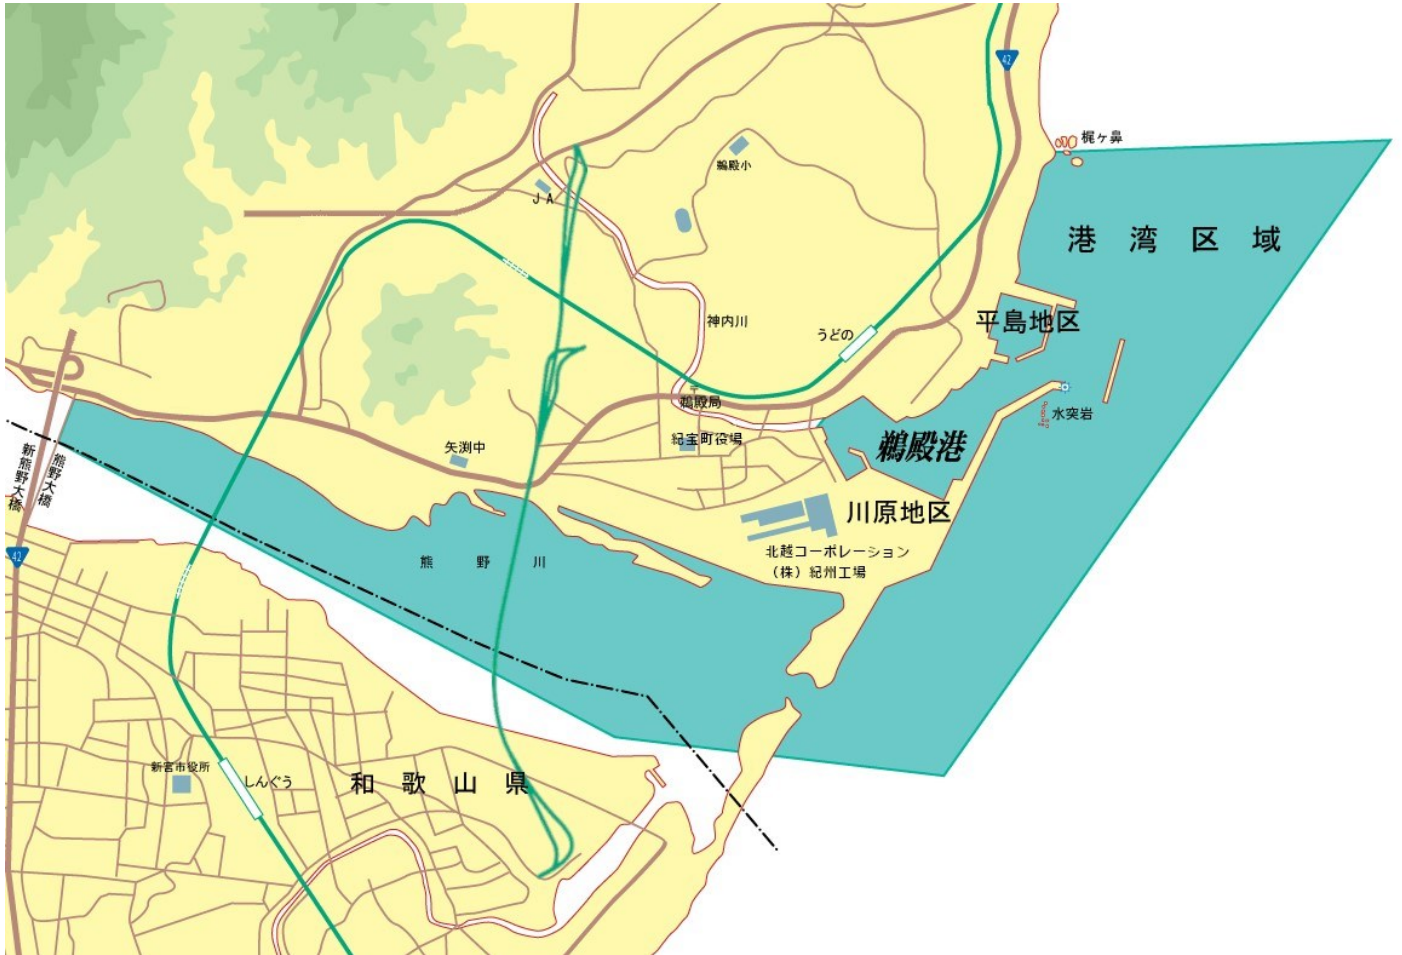 42
梶ヶ鼻
鵜殿小
JA
港湾区域
神内川
うどの
平島地区
〒
鵜殿局
水突岩
紀宝町役場
矢渕中
鵜殿港
熊野大橋
新熊野大橋
川原地区
42
熊野川
北越コーポレーション
（株）紀州工場
新宮市役所
しんぐう
和歌山県